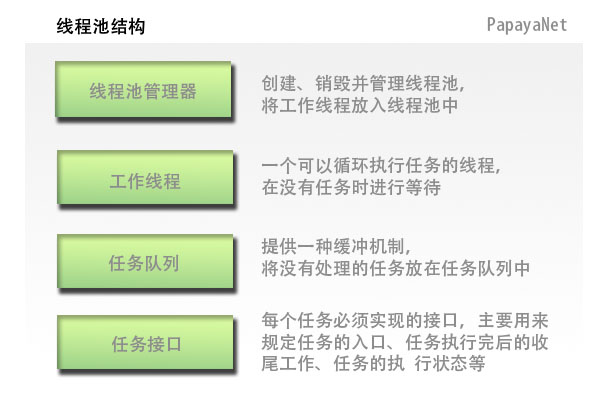 线程池结构
PapayaNet
线程池管理器
创建、销毁并管理线程池，
将工作线程放入线程池中
工作线程
一个可以循环执行任务的线程，
在没有任务时进行等待
任务队列
提供一种缓冲机制，
将没有处理的任务放在任务队列中
任务接口
每个任务必须实现的接口，主要用来
规定任务的入口、任务执行完后的收
尾工作、任务的执 行状态等